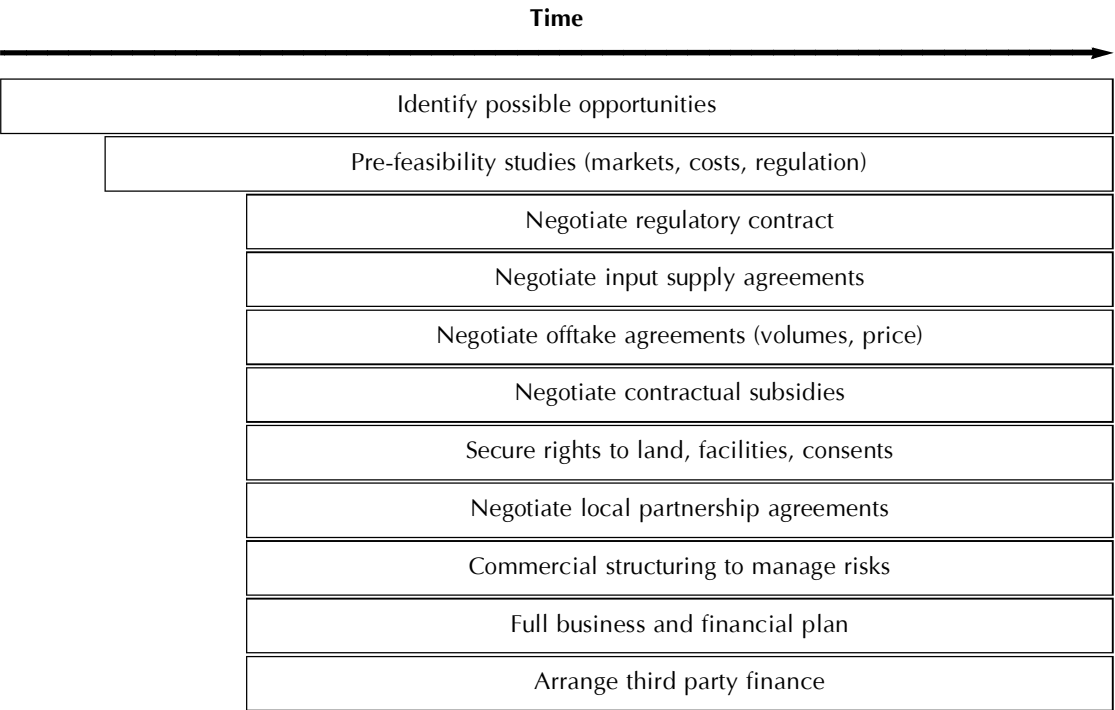 Time
Identify possible opportunities
Pre-feasibility studies (markets, costs, regulation)
Negotiate regulatory contract
Negotiate input supply agreements
Negotiate offtake agreements (volumes, price)
Negotiate contractual subsidies
Secure rights to land, facilities, consents
Negotiate local partnership agreements
Commercial structuring to manage risks
Full business and financial plan
Arrange third party finance